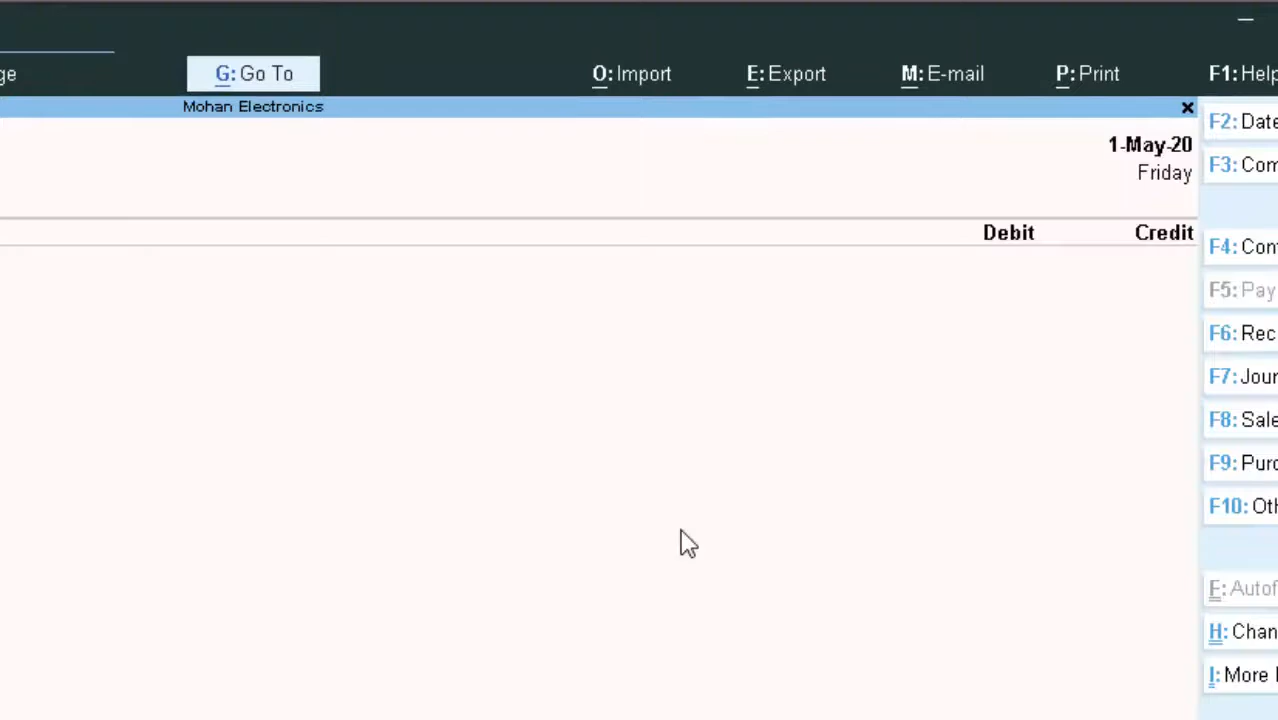 ge
G: Go To
O: Import
E: Export
M: E-mail
P: Print
F1: Help
Mohan Electronics
F2: Date
1-May-20
F3: Com
Friday
Debit
Credit
F4: Con
F5: Pay
F6: Rec
F7: Jour
F8: Sale
F9: Purc
F10: Oth
F: Autof
H: Chan
I: More